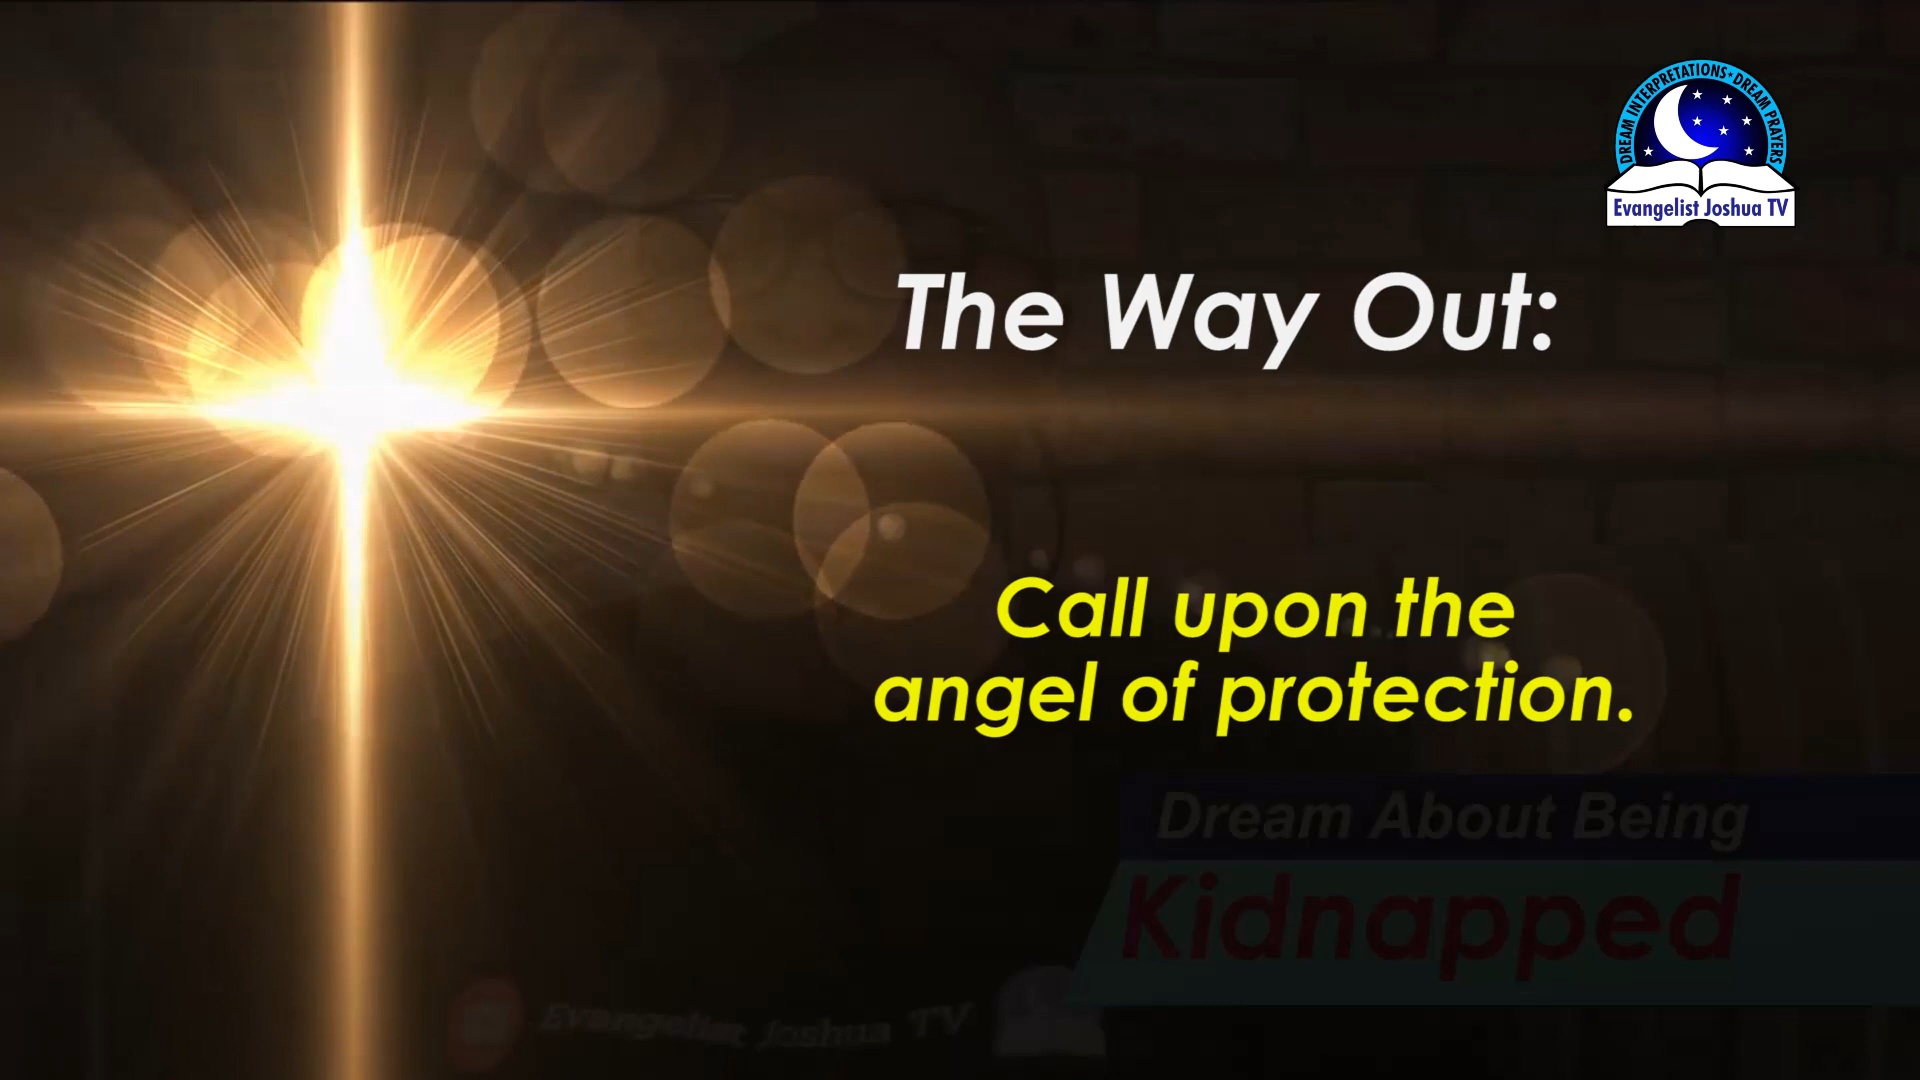 DREAM INTERPRETATIONS · DREAM PRAYERS
Evangelist Joshua TV
The Way Out:
Call upon the
angel of protection.
Dream About Being
Kidnapped
Evangelist Joshua TV